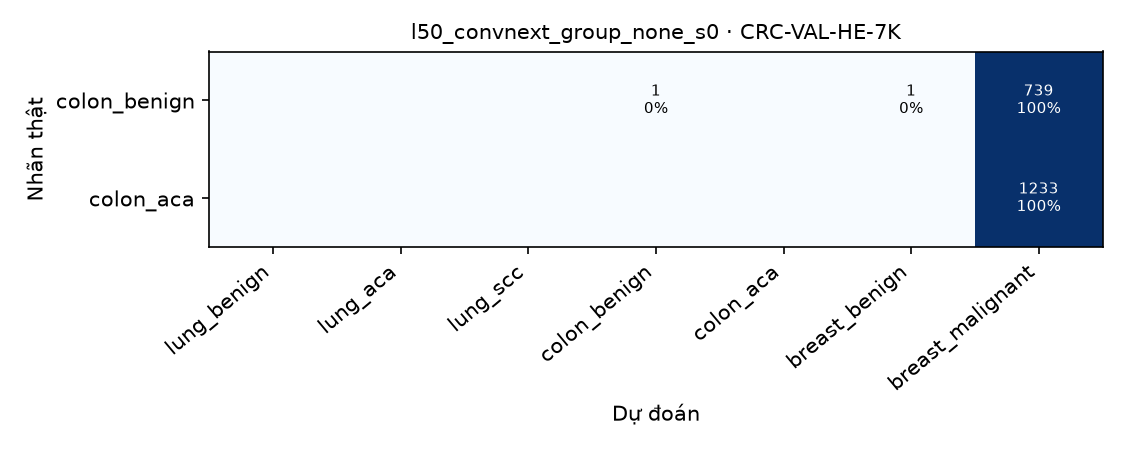 l50_convnext_group_none_s0 · CRC-VAL-HE-7K
Nhãn thật
colon_benign
1
0%
1
0%
739
100%
colon_aca
1233
100%
lung_benign
lung_aca
lung_scc
colon_benign
colon_aca
breast_benign
breast_malignant
Dự đoán